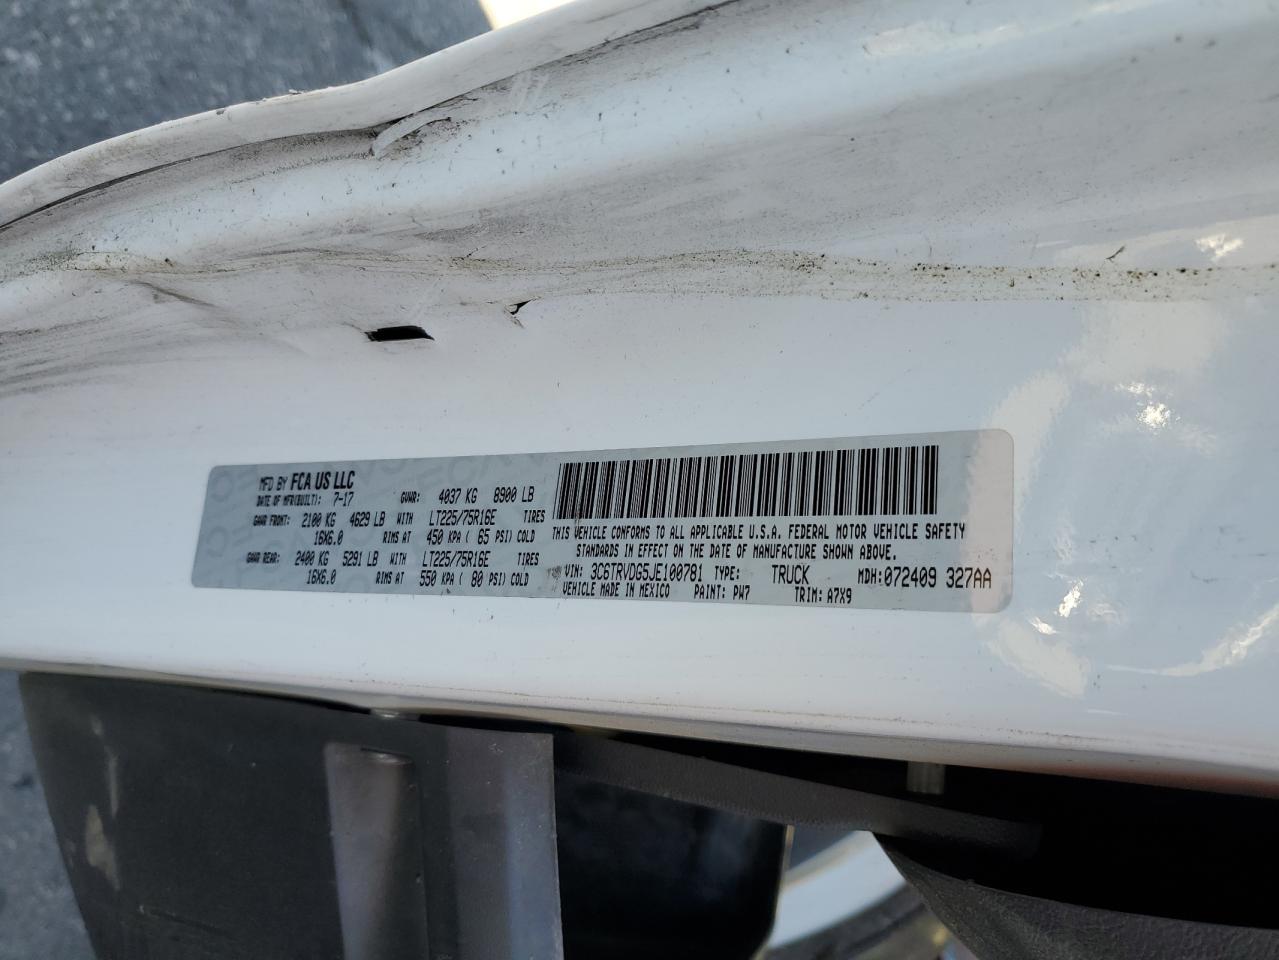 MFD BY FCA US LLC
DATE OF MFR(BUILT): 7-17 GVWR: 4037 KG 8900 LB
GAWR FRONT: 2100 KG 4629 LB WITH LT225/75R16E TIRES
16X6.0 RIMS AT 450 KPA ( 65 PSI) COLD
GAWR REAR: 2400 KG 5291 LB WITH LT225/75R16E TIRES
16X6.0 RIMS AT 550 KPA ( 80 PSI) COLD
THIS VEHICLE CONFORMS TO ALL APPLICABLE U.S.A. FEDERAL MOTOR VEHICLE SAFETY
STANDARDS IN EFFECT ON THE DATE OF MANUFACTURE SHOWN ABOVE.
VIN: 3C6TRVDG5JE100781 TYPE: TRUCK MDH:072409 327AA
VEHICLE MADE IN MEXICO PAINT: PW7 TRIM: A7X9